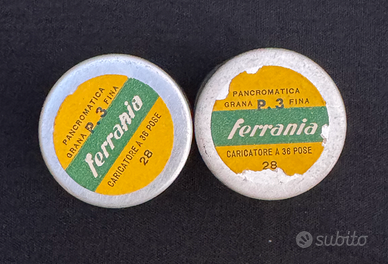 PANCROMATICA
GRANA P.3 FINA
ferrania
CARICATORE A 36 POSE
28
PANCROMATICA
GRANA P.3 FINA
ferrania
CARICATORE A 36 POSE
28
subito